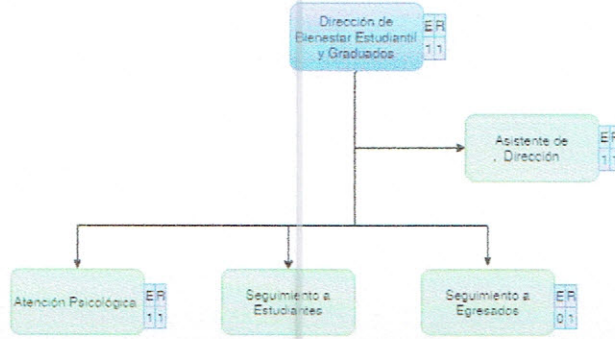 Dirección de
Bienestar Estudiantil
y Graduados
E R
1 1
Asistente de
Dirección
E R
1 1
Atención Psicológica
E R
1 1
Seguimiento a
Estudiantes
Seguimiento a
Egresados
E R
0 1